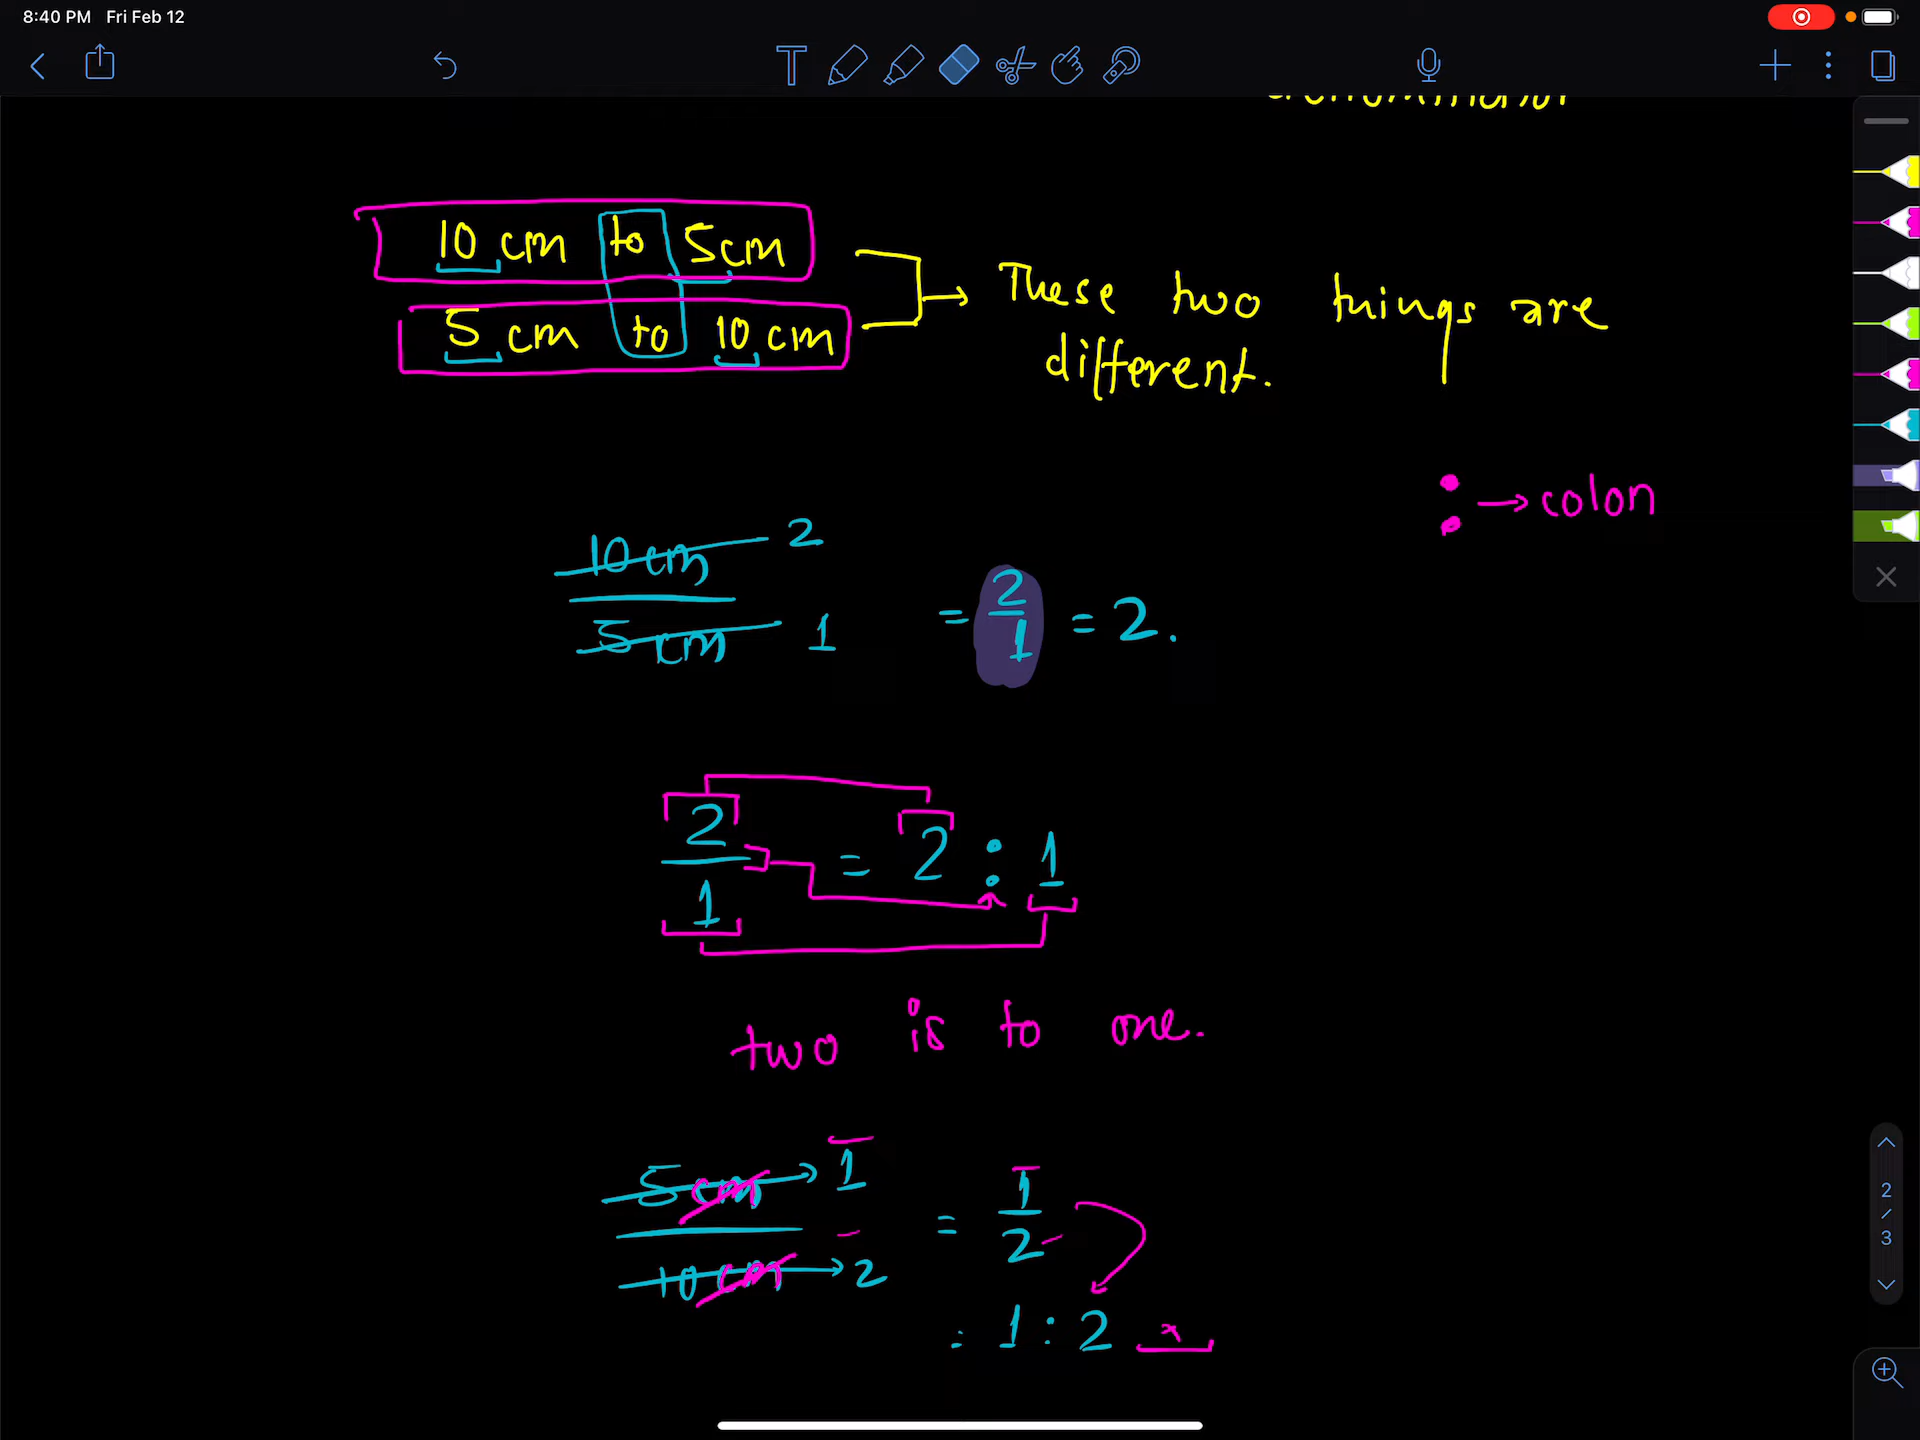 8:40 PM Fri Feb 12
10 cm to 5cm
5 cm to 10 cm
These two things are
different.
: → colon
10 cm 2
5 cm 1
= 2/1 = 2.
2/1 = 2 : 1
two is to one.
5 cm → 1
10 cm → 2
= 1/2
= 1 : 2
2 / 3